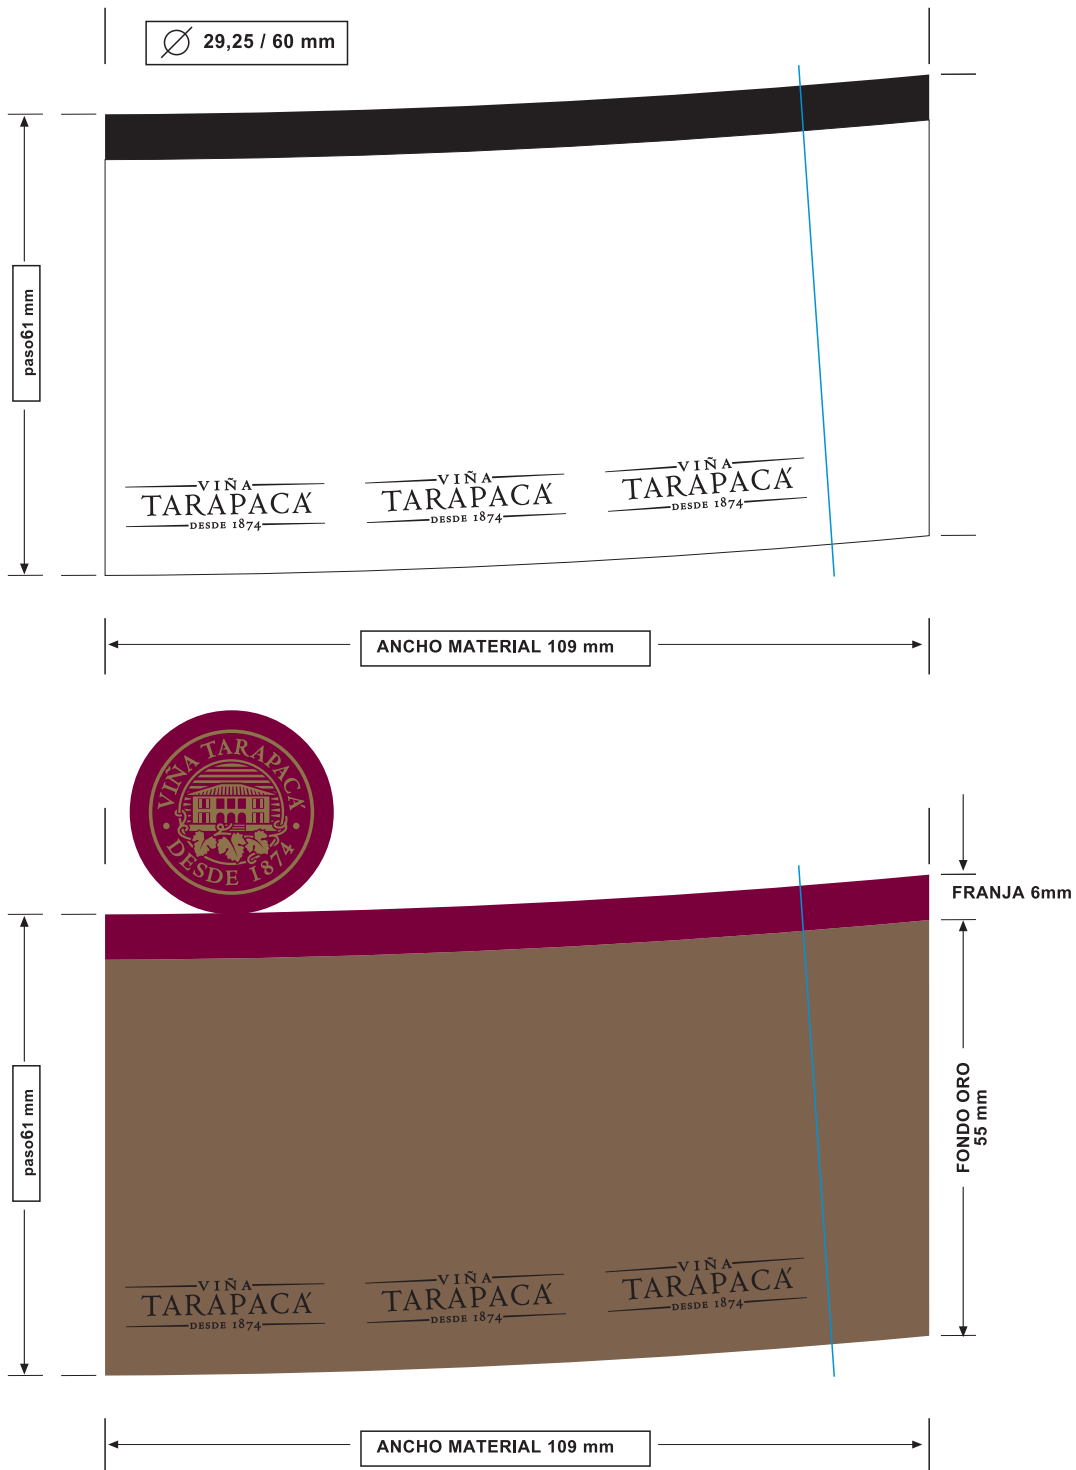 29,25 / 60 mm
paso61 mm
VIÑA
TARAPACÁ
DESDE 1874
VIÑA
TARAPACÁ
DESDE 1874
VIÑA
TARAPACÁ
DESDE 1874
ANCHO MATERIAL 109 mm
VIÑA TARAPACÁ
DESDE 1874
FRANJA 6mm
paso61 mm
FONDO ORO
55 mm
VIÑA
TARAPACÁ
DESDE 1874
VIÑA
TARAPACÁ
DESDE 1874
VIÑA
TARAPACÁ
DESDE 1874
ANCHO MATERIAL 109 mm